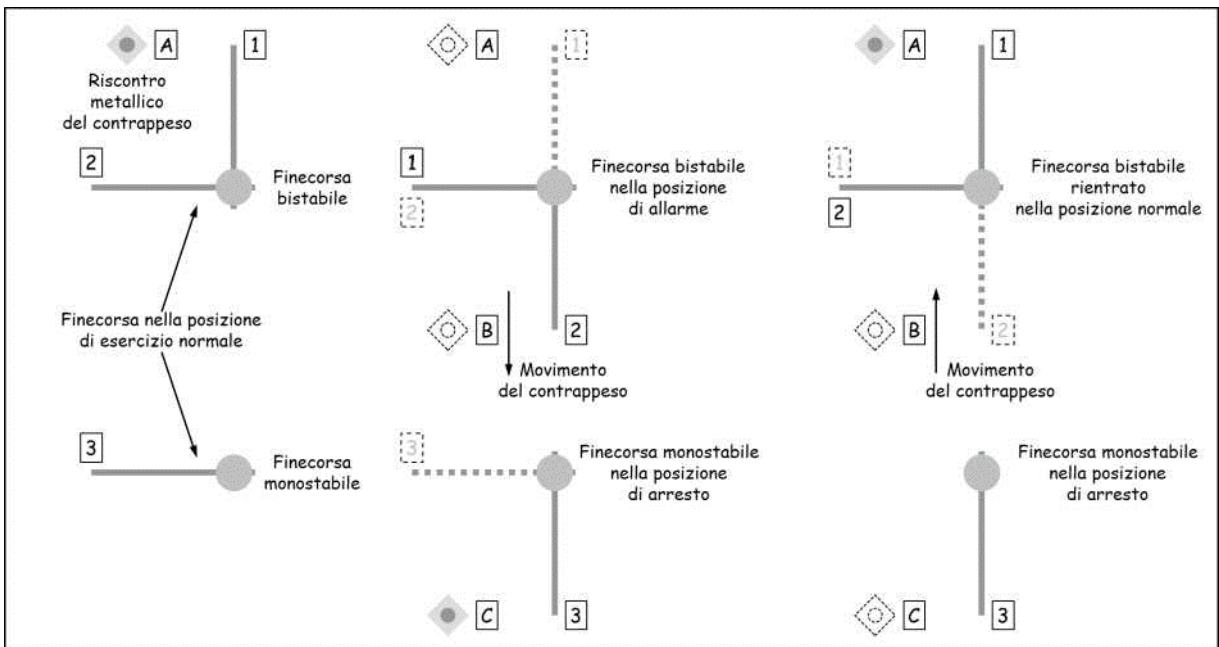 A
1
Riscontro
metallico
del contrappeso
2
Finecorsa
bistabile
Finecorsa nella posizione
di esercizio normale
3
Finecorsa
monostabile
A
1
1
2
Finecorsa bistabile
nella posizione
di allarme
B
2
Movimento
del contrappeso
3
Finecorsa monostabile
nella posizione
di arresto
C
3
A
1
1
2
Finecorsa bistabile
rientrato
nella posizione normale
B
2
Movimento
del contrappeso
Finecorsa monostabile
nella posizione
di arresto
C
3